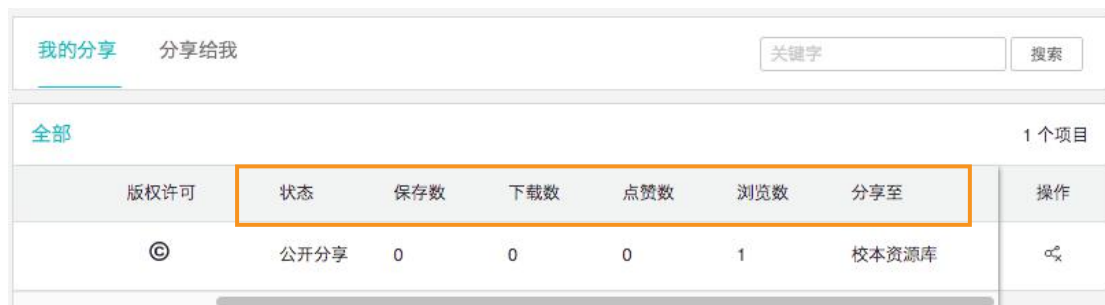 我的分享 分享给我 关键字 搜索
全部 1 个项目
版权许可 状态 保存数 下载数 点赞数 浏览数 分享至 操作
© 公开分享 0 0 0 1 校本资源库